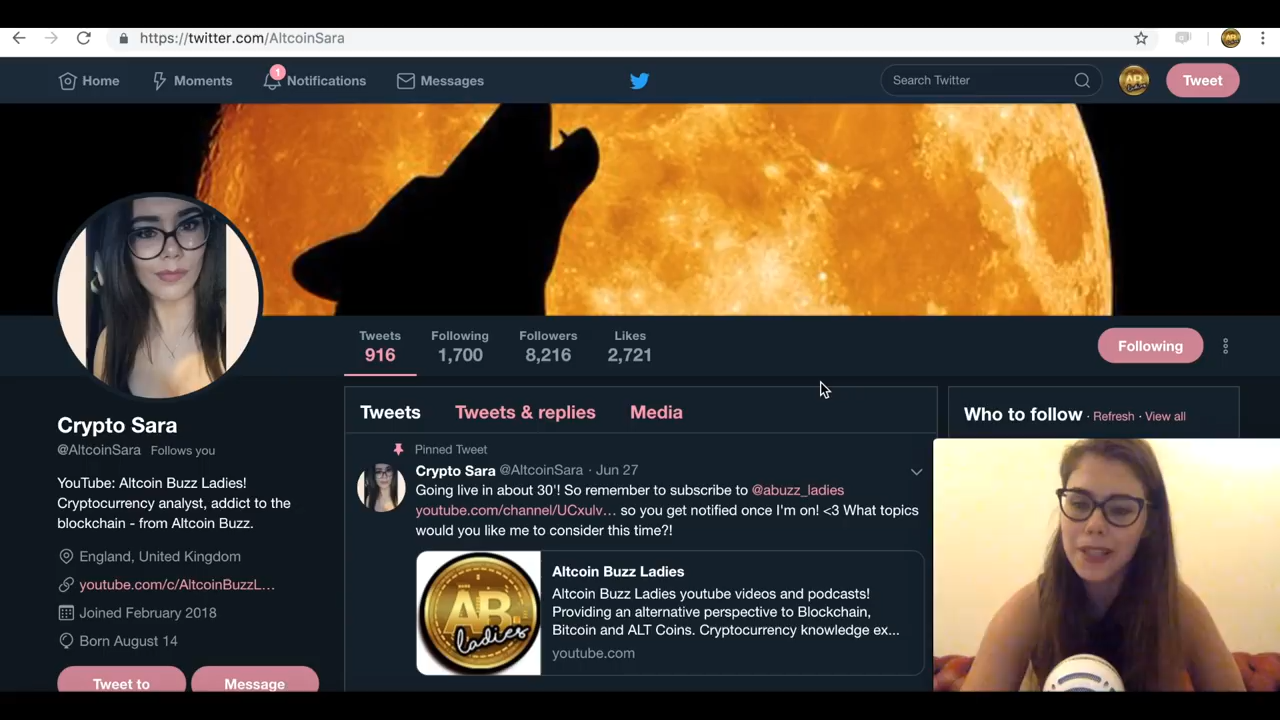 https://twitter.com/AltcoinSara
Home
Moments
1
Notifications
Messages
Search Twitter
Tweet
Tweets
916
Following
1,700
Followers
8,216
Likes
2,721
Following
Crypto Sara
@AltcoinSara Follows you
YouTube: Altcoin Buzz Ladies!
Cryptocurrency analyst, addict to the
blockchain - from Altcoin Buzz.
England, United Kingdom
youtube.com/c/AltcoinBuzzL...
Joined February 2018
Born August 14
Tweet to
Message
Tweets
Tweets & replies
Media
Pinned Tweet
Crypto Sara @AltcoinSara · Jun 27
Going live in about 30'! So remember to subscribe to @abuzz_ladies
youtube.com/channel/UCxulv... so you get notified once I'm on! <3 What topics
would you like me to consider this time?!
AB
ladies
Altcoin Buzz Ladies
Altcoin Buzz Ladies youtube videos and podcasts!
Providing an alternative perspective to Blockchain,
Bitcoin and ALT Coins. Cryptocurrency knowledge ex...
youtube.com
Who to follow · Refresh · View all